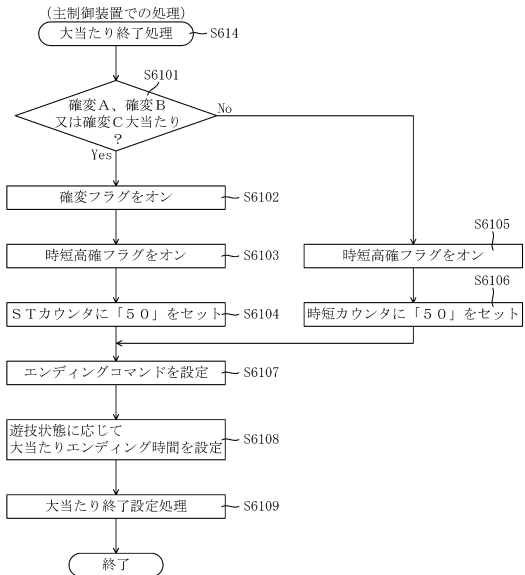 (主制御装置での処理)
大当たり終了処理
S614
S6101
確変A、確変B
又は確変C大当たり
?
No
Yes
確変フラグをオン
S6102
時短高確フラグをオン
S6103
S6105
時短高確フラグをオン
STカウンタに「50」をセット
S6104
S6106
時短カウンタに「50」をセット
エンディングコマンドを設定
S6107
遊技状態に応じて
大当たりエンディング時間を設定
S6108
大当たり終了設定処理
S6109
終了